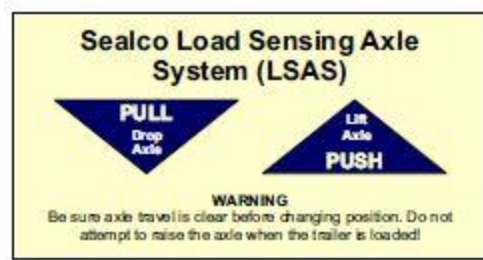 Sealco Load Sensing Axle
System (LSAS)
PULL
Drop
Axle
Lift
Axle
PUSH
WARNING
Be sure axle travel is clear before changing position. Do not
attempt to raise the axle when the trailer is loaded!